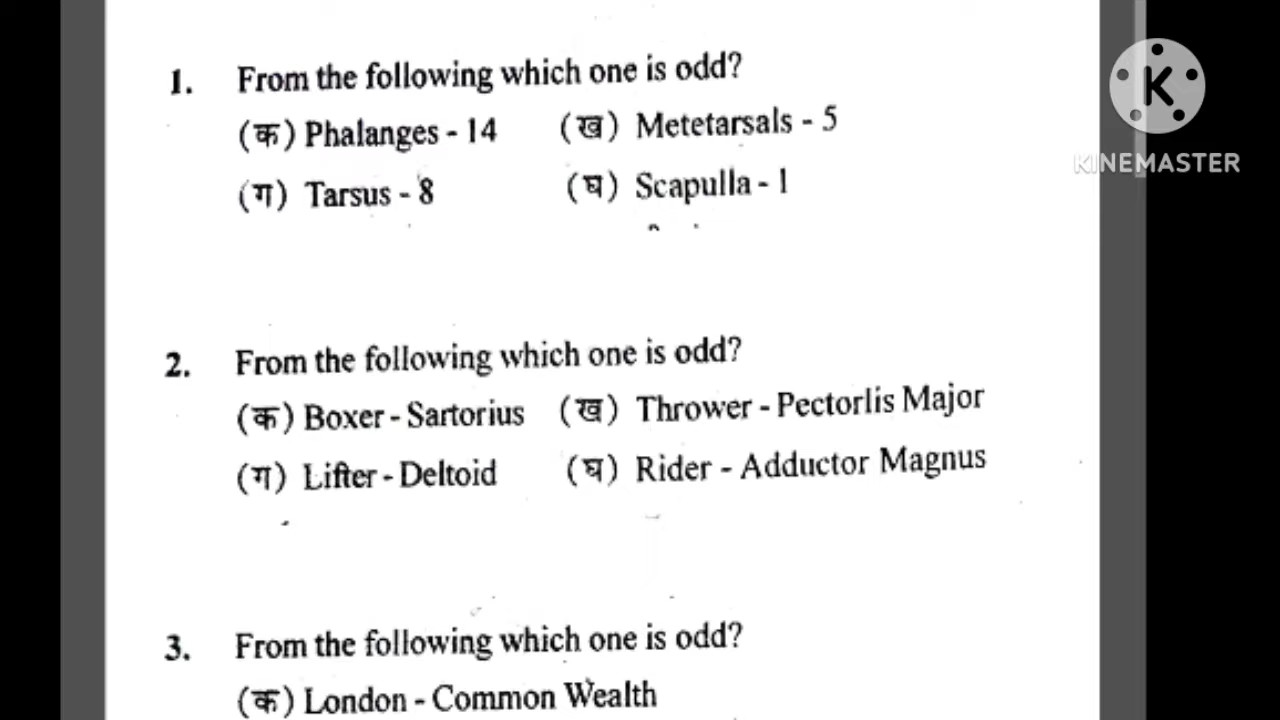 1. From the following which one is odd?
(क) Phalanges - 14 (ख) Metetarsals - 5
(ग) Tarsus - 8 (घ) Scapulla - 1
2. From the following which one is odd?
(क) Boxer - Sartorius (ख) Thrower - Pectorlis Major
(ग) Lifter - Deltoid (घ) Rider - Adductor Magnus
3. From the following which one is odd?
(क) London - Common Wealth
K
KINEMASTER